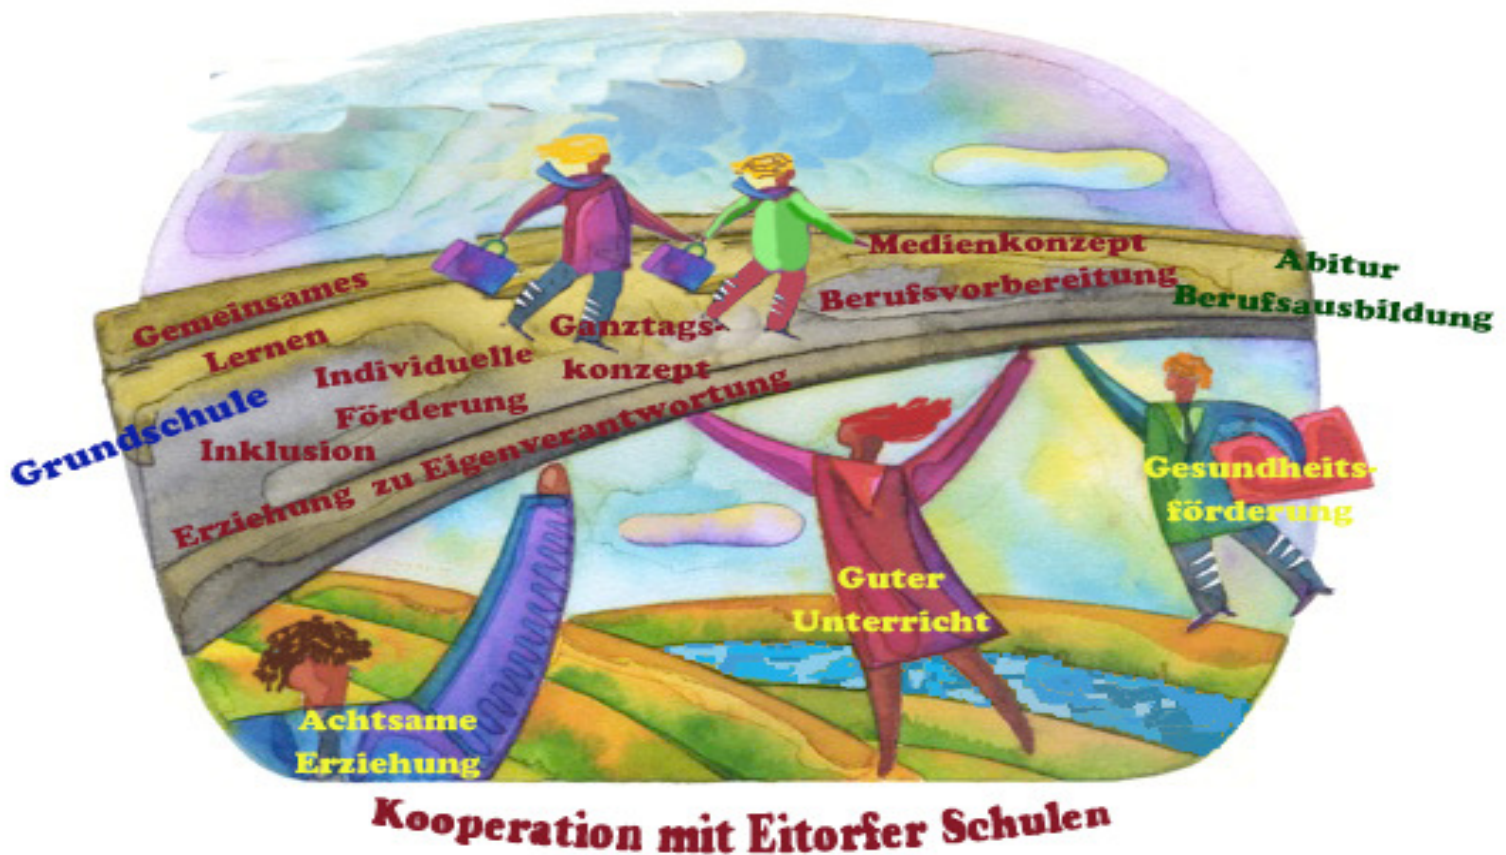 Medienkonzept
Berufsvorbereitung
Abitur
Berufsausbildung
Gemeinsames
Lernen
Ganztags-
konzept
Individuelle
Förderung
Grundschule
Inklusion
Erziehung zu Eigenverantwortung
Gesundheits-
förderung
Guter
Unterricht
Achtsame
Erziehung
Kooperation mit Eitorfer Schulen